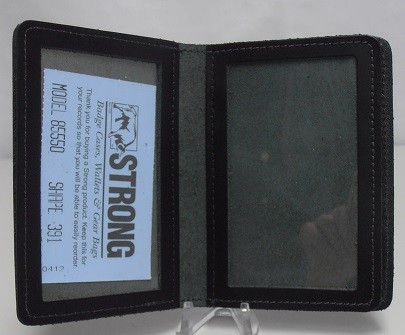 STRONG
Badge Cases, Wallets & Gear Bags
Thank you for buying a Strong product. Keep this for
your records so that you will be able to easily reorder.
MODEL 85550 SHAPE 391
0412